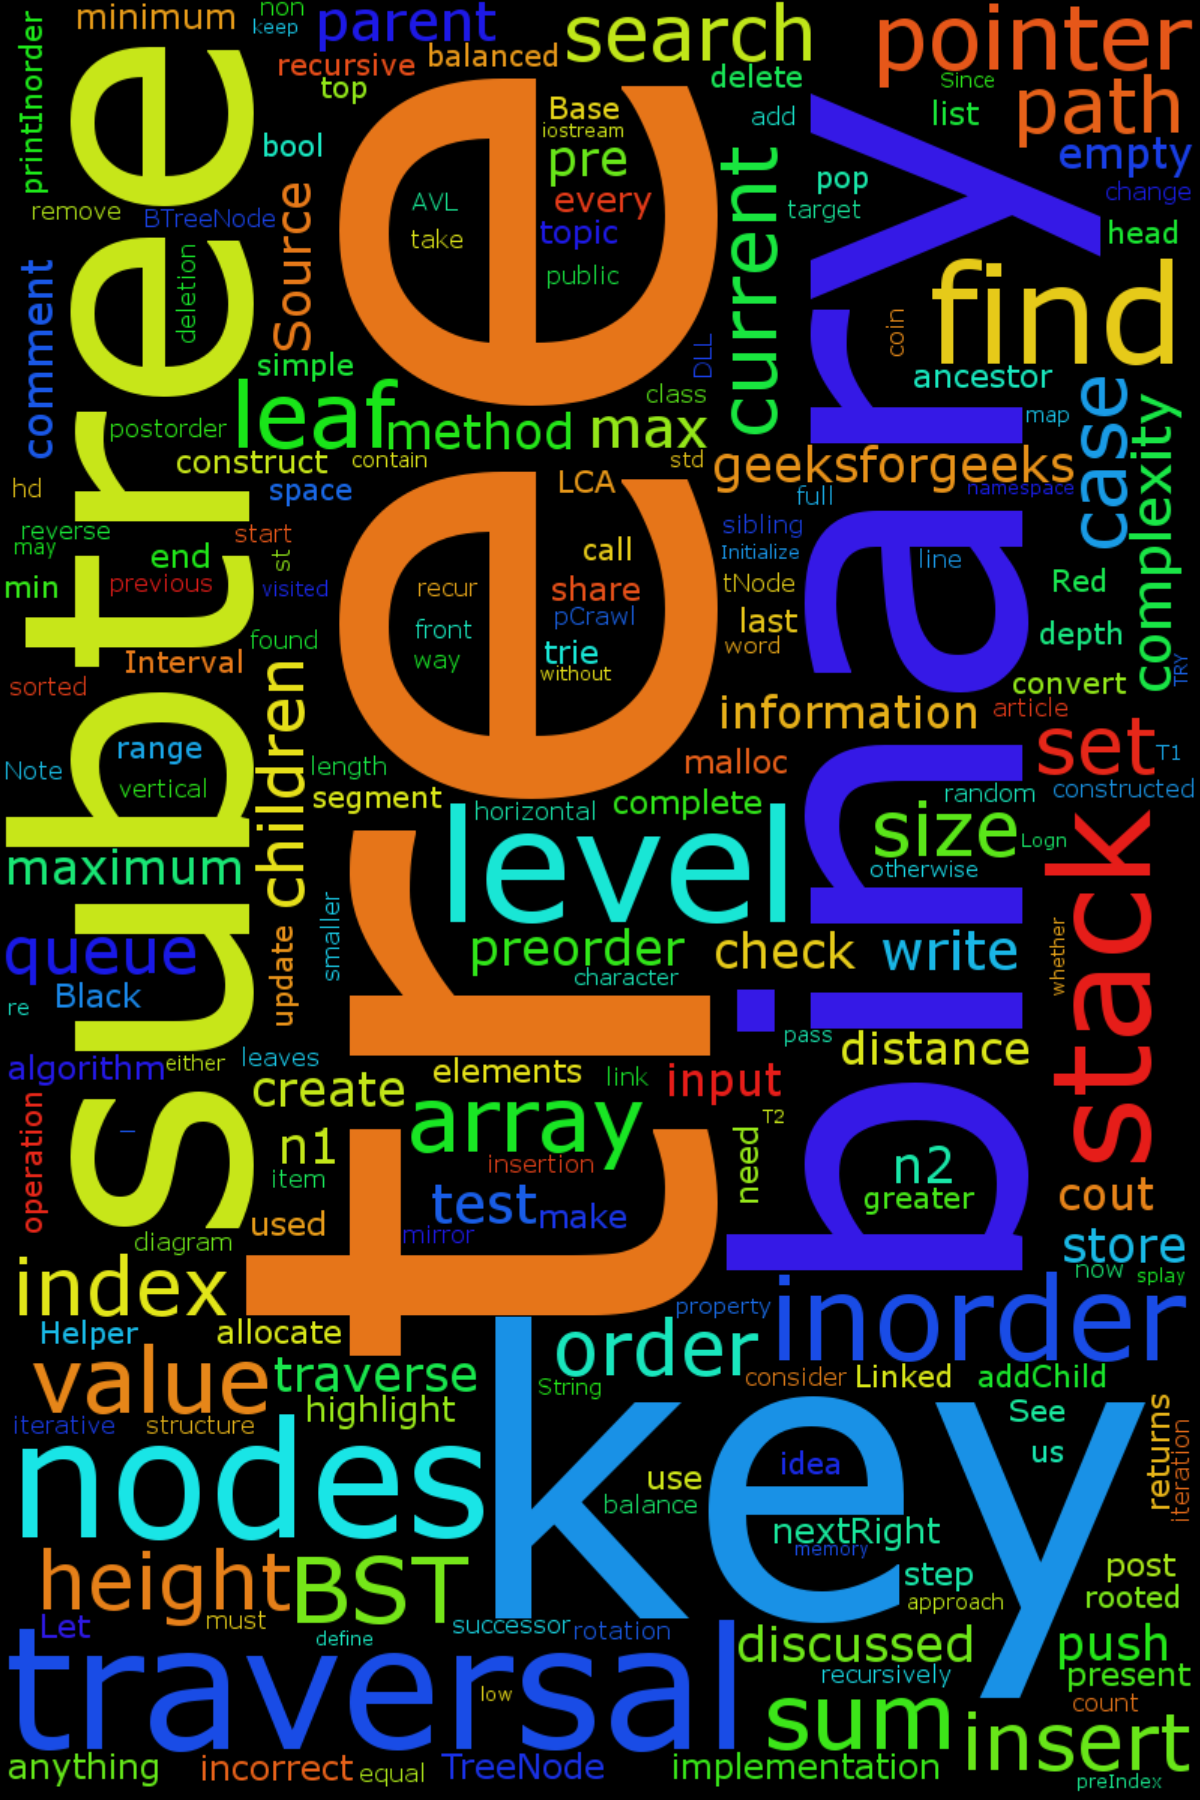 minimum
non
keep
parent
search
pointer
printInorder
recursive
balanced
top
delete
Since
list
path
Base
iostream
add
bool
pre
empty
remove
BTreeNode
Source
AVL
take
every
topic
public
current
pop
target
change
head
comment
deletion
simple
DLL
coin
find
ancestor
subtree
tree
binary
leaf
method
class
max
map
case
complexity
postorder
construct
contain
std
geeksforgeeks
hd
space
LCA
full
namespace
reverse
may
start
st
end
call
sibling
Initialize
line
min
previous
visited
recur
share
tNode
Red
pCrawl
last
found
front
way
trie
without
word
depth
Interval
sorted
children
convert
TRY
information
article
range
Note
vertical
length
malloc
set
T1
segment
horizontal
complete
random
constructed
level
size
Logn
maximum
otherwise
stack
queue
update
smaller
preorder
check
write
whether
character
Black
re
pass
algorithm
either
leaves
elements
link
input
distance
create
array
T2
operation
_
n1
insertion
need
n2
item
greater
test
make
used
mirror
cout
diagram
store
now
splay
index
property
inorder
Helper
allocate
order
value
traverse
String
consider
Linked
addChild
key
iterative
structure
highlight
See
us
returns
iteration
nodes
use
idea
balance
nextRight
memory
height
BST
step
post
approach
rooted
Let
must
define
successor
rotation
traversal
discussed
push
recursively
present
low
sum
count
insert
anything
incorrect
equal
TreeNode
implementation
preIndex